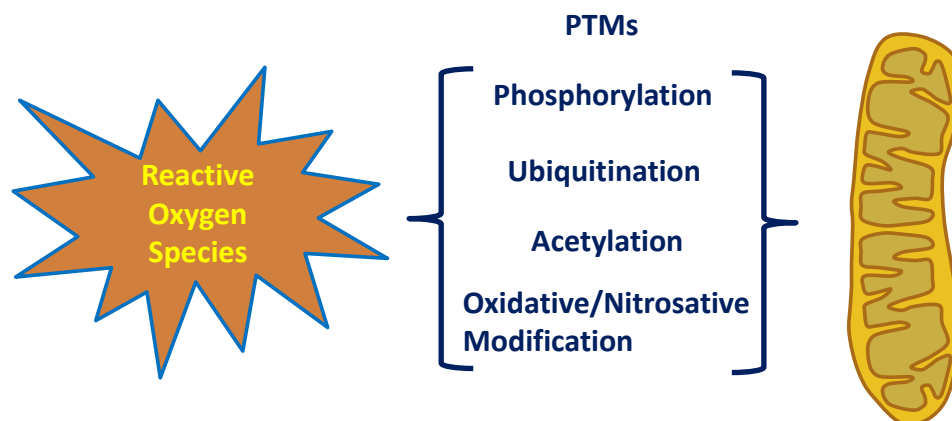 PTMs
Reactive
Oxygen
Species
Phosphorylation
Ubiquitination
Acetylation
Oxidative/Nitrosative
Modification